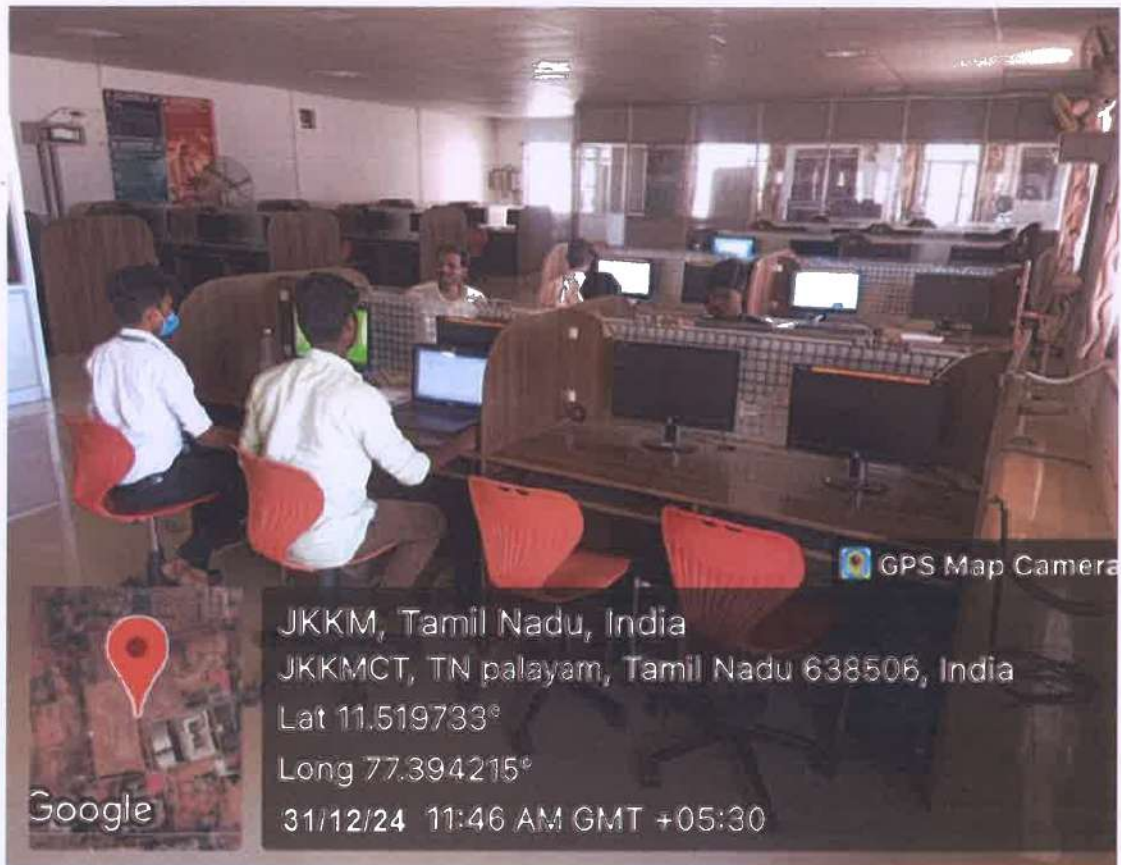 GPS Map Camera
JKKM, Tamil Nadu, India
JKKMCT, TN palayam, Tamil Nadu 638506, India
Lat 11.519733°
Long 77.394215°
31/12/24 11:46 AM GMT +05:30
Google